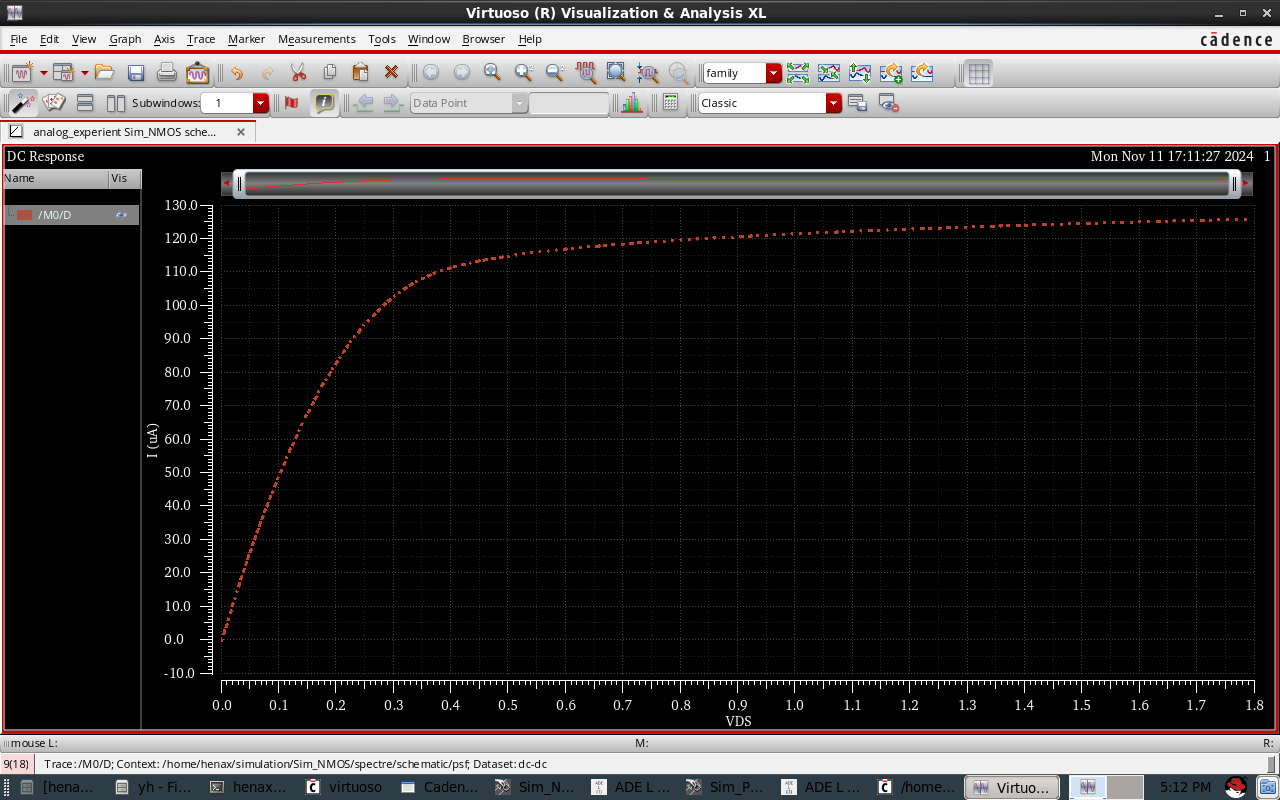 Virtuoso (R) Visualization & Analysis XL
File Edit View Graph Axis Trace Marker Measurements Tools Window Browser Help
cādence
family
Subwindows: 1
Data Point
Classic
analog_experient Sim_NMOS sche...
DC Response
Mon Nov 11 17:11:27 2024 1
Name Vis
/M0/D
130.0
120.0
110.0
100.0
90.0
80.0
70.0
60.0
50.0
40.0
30.0
20.0
10.0
0.0
-10.0
I (uA)
0.0 0.1 0.2 0.3 0.4 0.5 0.6 0.7 0.8 0.9 1.0 1.1 1.2 1.3 1.4 1.5 1.6 1.7 1.8
VDS
mouse L: M: R:
9(18) Trace: /M0/D; Context: /home/henax/simulation/Sim_NMOS/spectre/schematic/psf; Dataset: dc-dc
[hena... yh - Fi... henax... virtuoso Caden... Sim_N... ADE L ... Sim_P... ADE L ... /home... Virtuo... 5:12 PM